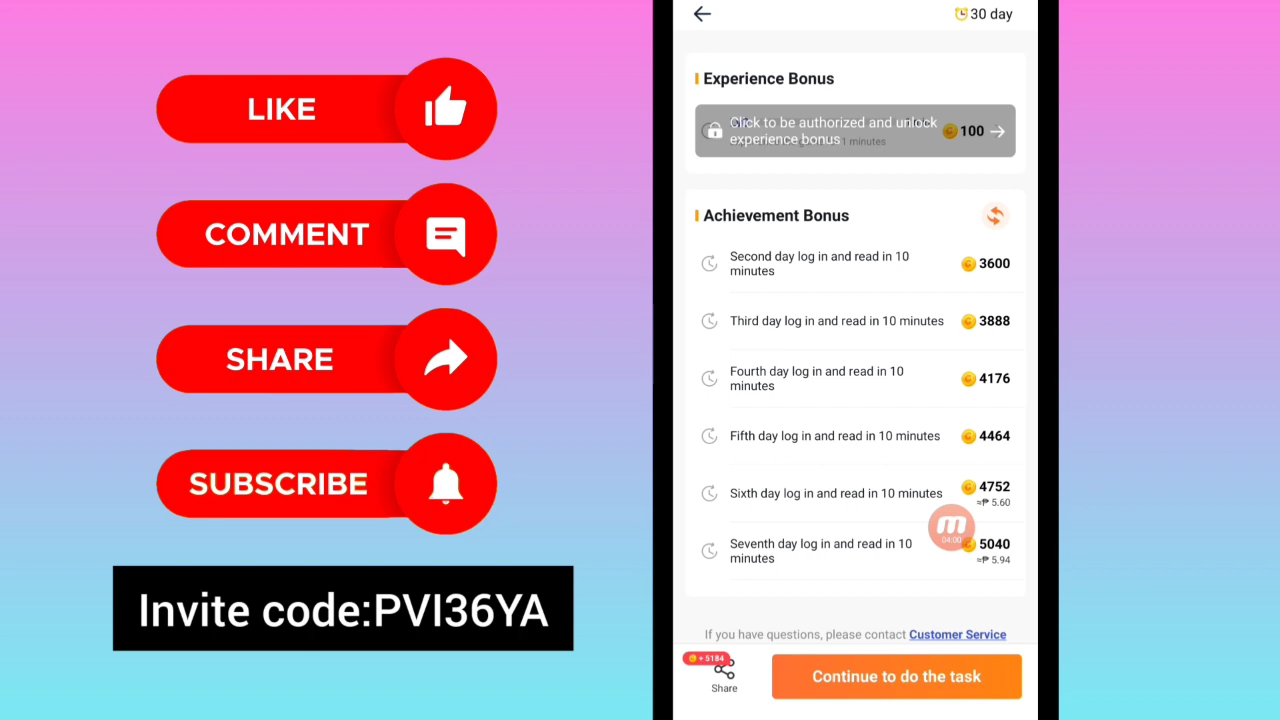 LIKE
COMMENT
SHARE
SUBSCRIBE
Invite code:PVI36YA
30 day
Experience Bonus
Click to be authorized and unlock
experience bonus
1 minutes
100
Achievement Bonus
Second day log in and read in 10
minutes
3600
Third day log in and read in 10 minutes
3888
Fourth day log in and read in 10
minutes
4176
Fifth day log in and read in 10 minutes
4464
Sixth day log in and read in 10 minutes
4752
≈₱ 5.60
04:00
Seventh day log in and read in 10
minutes
5040
≈₱ 5.94
If you have questions, please contact Customer Service
+ 5184
Share
Continue to do the task